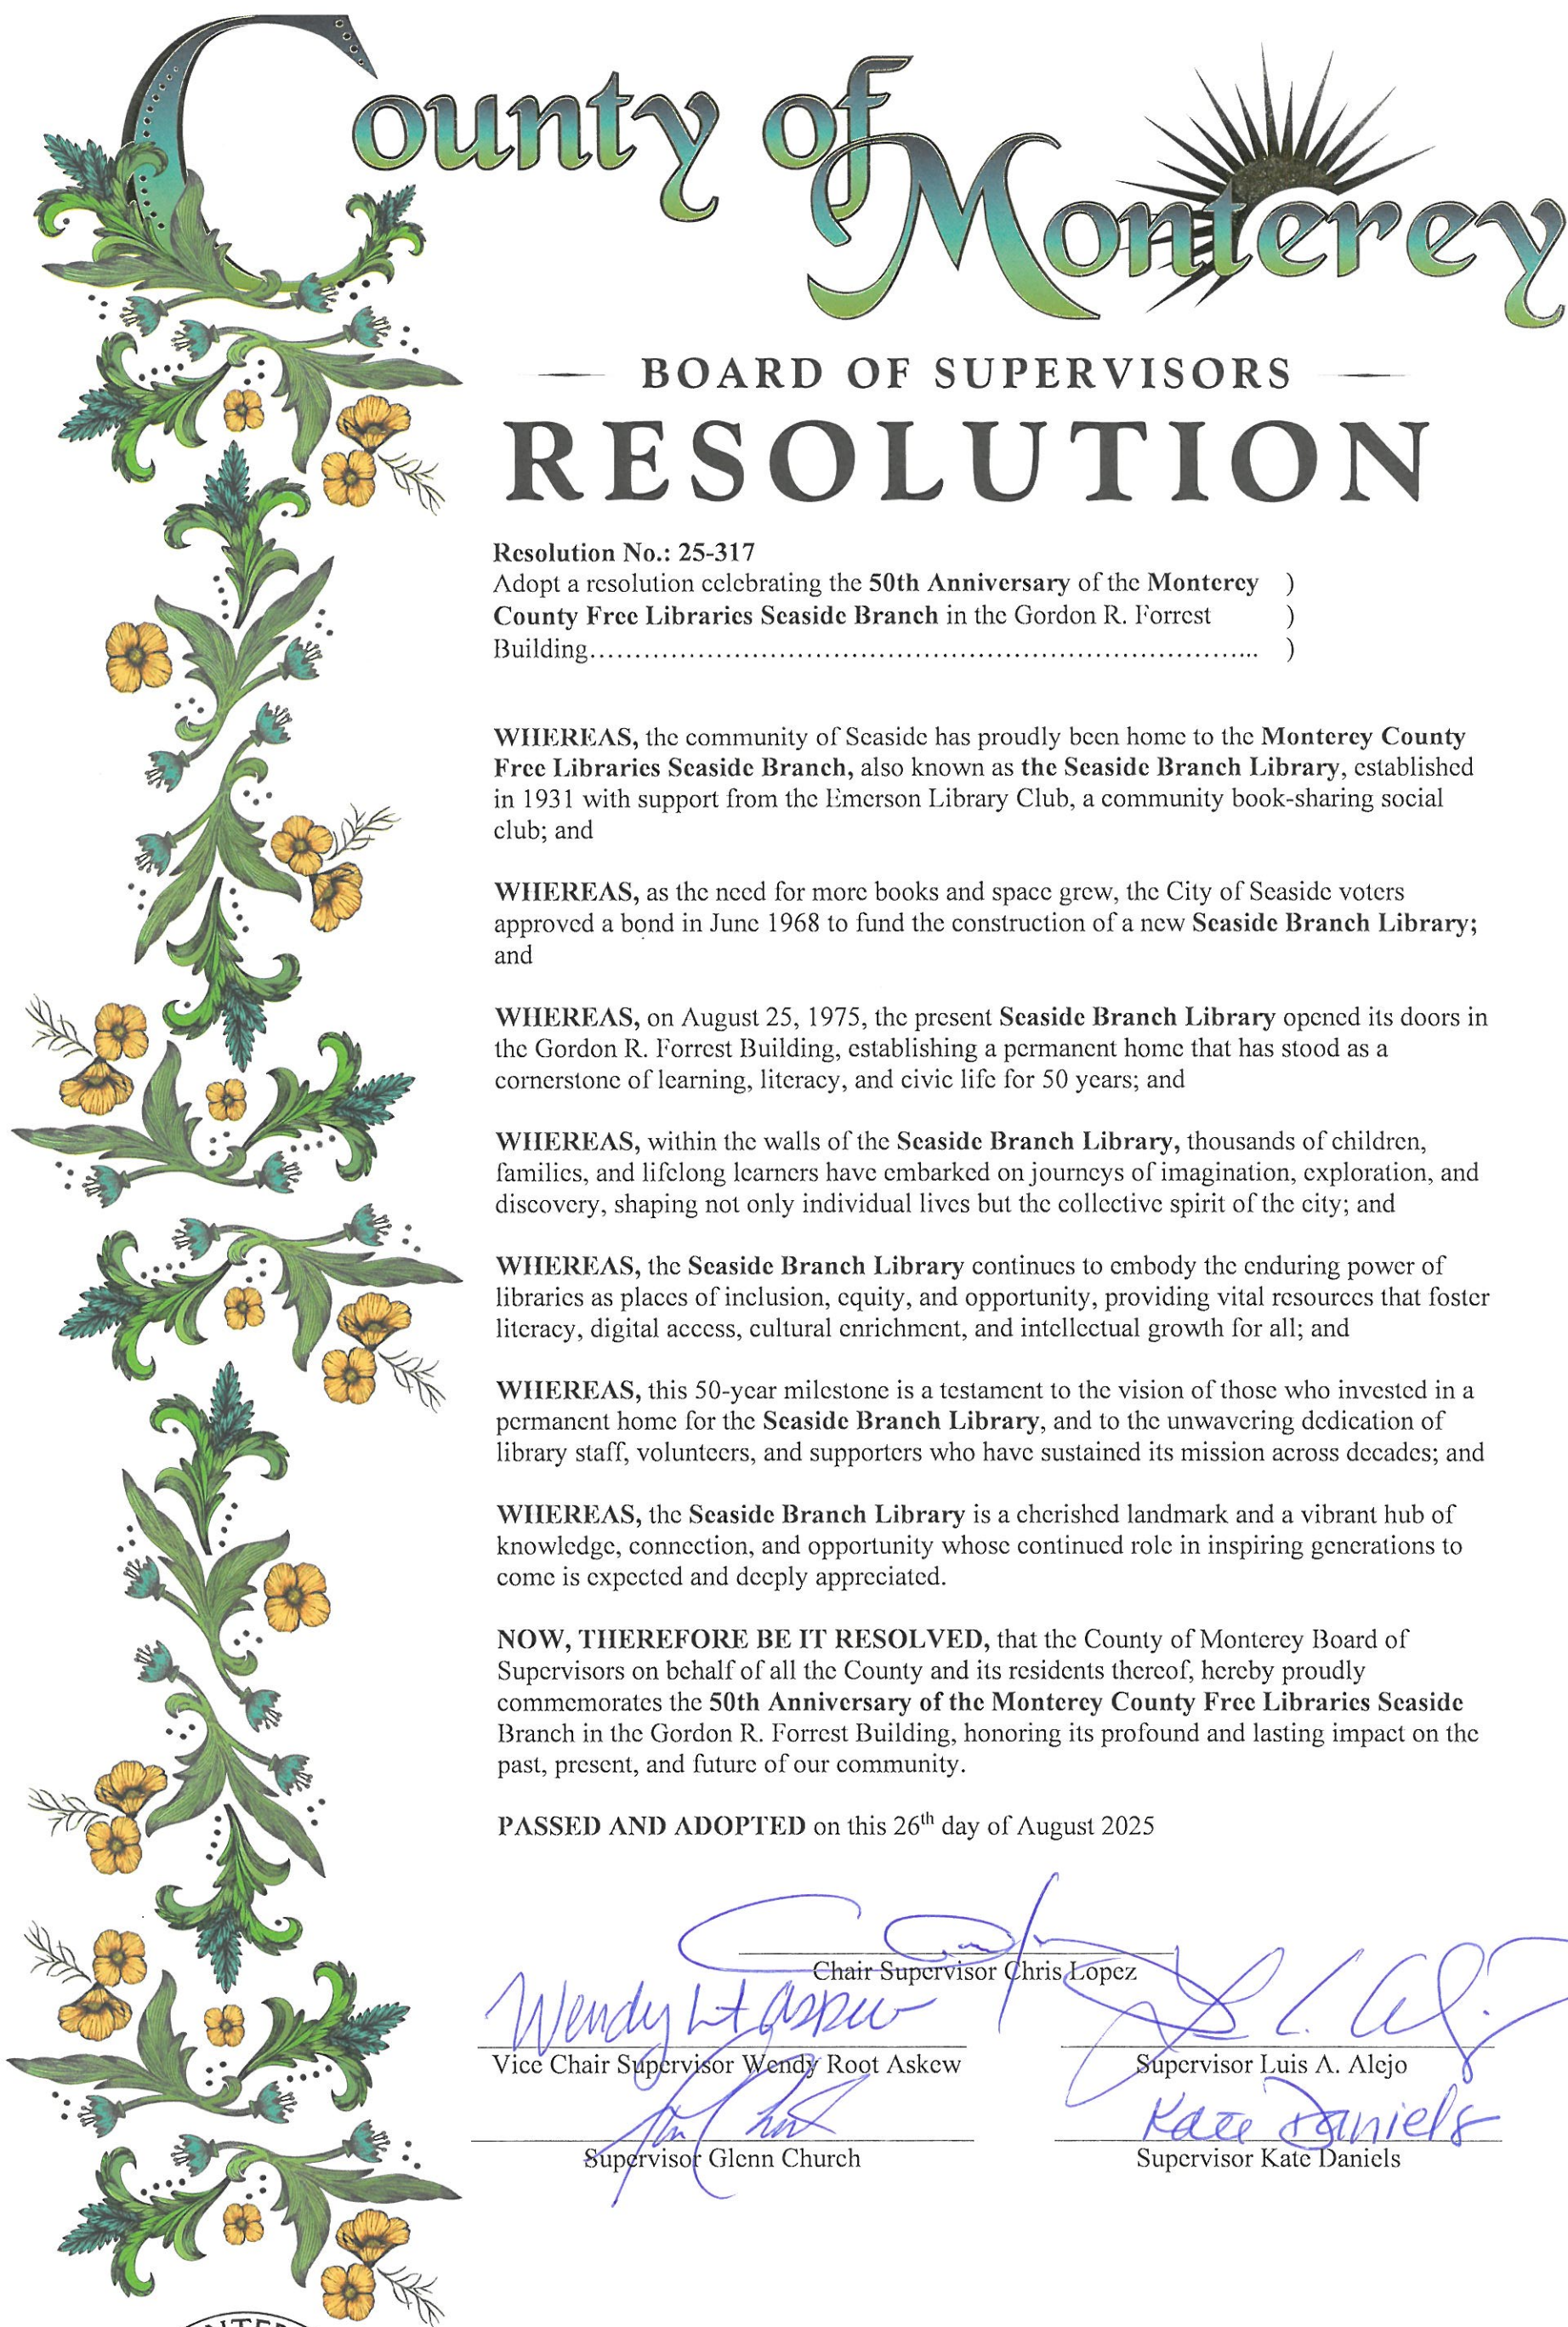 County of Monterey
BOARD OF SUPERVISORS
RESOLUTION
Resolution No.: 25-317
Adopt a resolution celebrating the 50th Anniversary of the Monterey )
County Free Libraries Seaside Branch in the Gordon R. Forrest )
Building.......................................................................... )
WHEREAS, the community of Seaside has proudly been home to the Monterey County
Free Libraries Seaside Branch, also known as the Seaside Branch Library, established
in 1931 with support from the Emerson Library Club, a community book-sharing social
club; and
WHEREAS, as the need for more books and space grew, the City of Seaside voters
approved a bond in June 1968 to fund the construction of a new Seaside Branch Library;
and
WHEREAS, on August 25, 1975, the present Seaside Branch Library opened its doors in
the Gordon R. Forrest Building, establishing a permanent home that has stood as a
cornerstone of learning, literacy, and civic life for 50 years; and
WHEREAS, within the walls of the Seaside Branch Library, thousands of children,
families, and lifelong learners have embarked on journeys of imagination, exploration, and
discovery, shaping not only individual lives but the collective spirit of the city; and
WHEREAS, the Seaside Branch Library continues to embody the enduring power of
libraries as places of inclusion, equity, and opportunity, providing vital resources that foster
literacy, digital access, cultural enrichment, and intellectual growth for all; and
WHEREAS, this 50-year milestone is a testament to the vision of those who invested in a
permanent home for the Seaside Branch Library, and to the unwavering dedication of
library staff, volunteers, and supporters who have sustained its mission across decades; and
WHEREAS, the Seaside Branch Library is a cherished landmark and a vibrant hub of
knowledge, connection, and opportunity whose continued role in inspiring generations to
come is expected and deeply appreciated.
NOW, THEREFORE BE IT RESOLVED, that the County of Monterey Board of
Supervisors on behalf of all the County and its residents thereof, hereby proudly
commemorates the 50th Anniversary of the Monterey County Free Libraries Seaside
Branch in the Gordon R. Forrest Building, honoring its profound and lasting impact on the
past, present, and future of our community.
PASSED AND ADOPTED on this 26th day of August 2025
Chair Supervisor Chris Lopez
Wendy Askew
Vice Chair Supervisor Wendy Root Askew
Supervisor Luis A. Alejo
Kate Daniels
Supervisor Glenn Church
Supervisor Kate Daniels